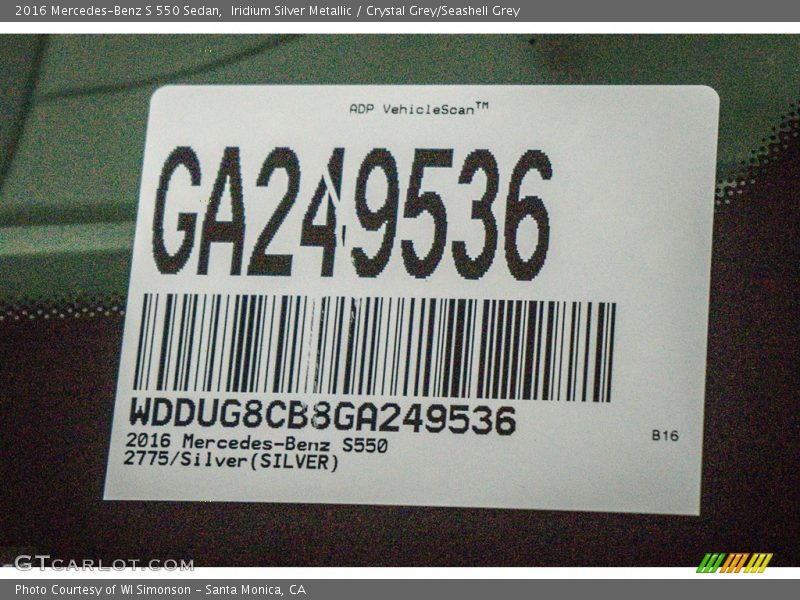 2016 Mercedes-Benz S 550 Sedan,  Iridium Silver Metallic / Crystal Grey/Seashell Grey
ADP VehicleScan™
GA249536
WDDUG8CB8GA249536
2016 Mercedes-Benz S550
2775/Silver(SILVER)
B16
GTCARLOT.COM
Photo Courtesy of WI Simonson - Santa Monica, CA